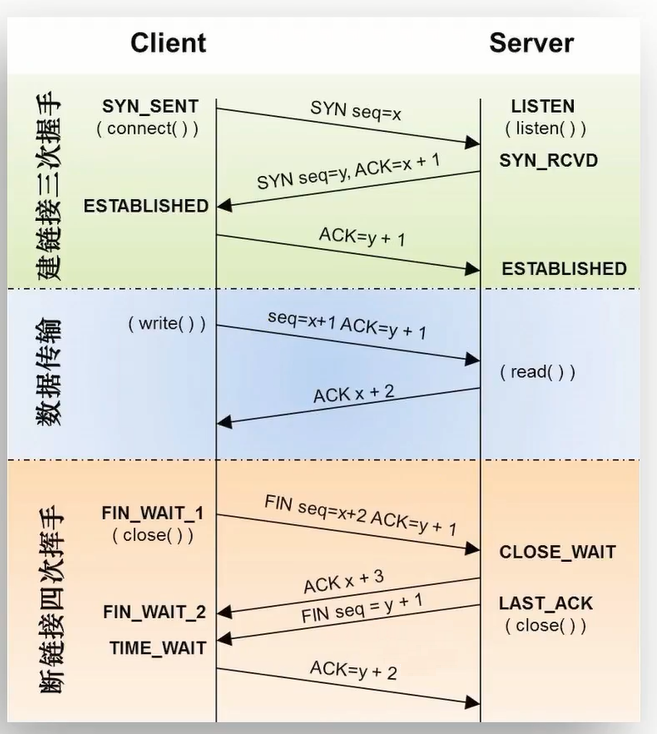 Client
Server
建链接三次握手
SYN_SENT
( connect( ) )
SYN seq=x
LISTEN
( listen( ) )
SYN_RCVD
SYN seq=y, ACK=x + 1
ESTABLISHED
ACK=y + 1
ESTABLISHED
数据传输
( write( ) )
seq=x+1 ACK=y + 1
( read( ) )
ACK x + 2
断链接四次挥手
FIN_WAIT_1
( close( ) )
FIN seq=x+2 ACK=y + 1
CLOSE_WAIT
ACK x + 3
FIN_WAIT_2
FIN seq = y + 1
LAST_ACK
( close( ) )
TIME_WAIT
ACK=y + 2